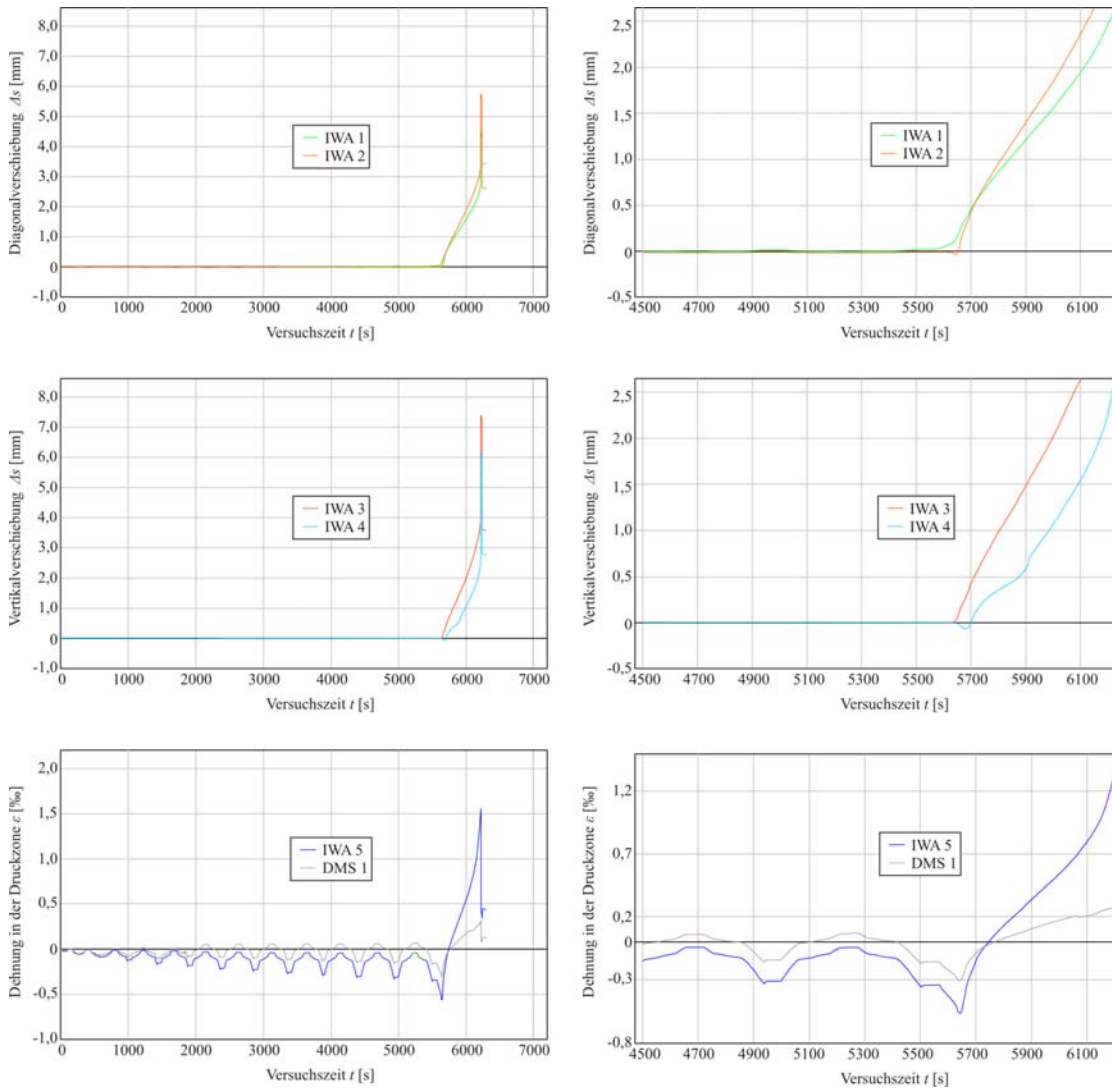 Diagonalverschiebung Δs [mm]
8,0
7,0
6,0
5,0
4,0
3,0
2,0
1,0
0
-1,0
IWA 1
IWA 2
0 1000 2000 3000 4000 5000 6000 7000
Versuchszeit t [s]
Diagonalverschiebung Δs [mm]
2,5
2,0
1,5
1,0
0,5
0
-0,5
IWA 1
IWA 2
4500 4700 4900 5100 5300 5500 5700 5900 6100
Versuchszeit t [s]
Vertikalverschiebung Δs [mm]
8,0
7,0
6,0
5,0
4,0
3,0
2,0
1,0
0
-1,0
IWA 3
IWA 4
0 1000 2000 3000 4000 5000 6000 7000
Versuchszeit t [s]
Vertikalverschiebung Δs [mm]
2,5
2,0
1,5
1,0
0,5
0
-0,5
IWA 3
IWA 4
4500 4700 4900 5100 5300 5500 5700 5900 6100
Versuchszeit t [s]
Dehnung in der Druckzone ε [‰]
2,0
1,5
1,0
0,5
0
-0,5
-1,0
IWA 5
DMS 1
0 1000 2000 3000 4000 5000 6000 7000
Versuchszeit t [s]
Dehnung in der Druckzone ε [‰]
1,2
0,7
0,2
0
-0,3
-0,8
IWA 5
DMS 1
4500 4700 4900 5100 5300 5500 5700 5900 6100
Versuchszeit t [s]